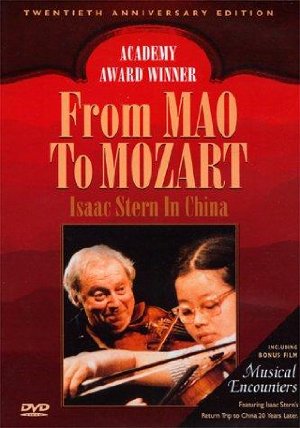 TWENTIETH ANNIVERSARY EDITION
ACADEMY
AWARD WINNER
From MAO
To MOZART
Isaac Stern In China
INCLUDING
BONUS FILM
Musical
Encounters
Featuring Isaac Stern's
Return Trip to China 20 Years Later.
DVD
VIDEO